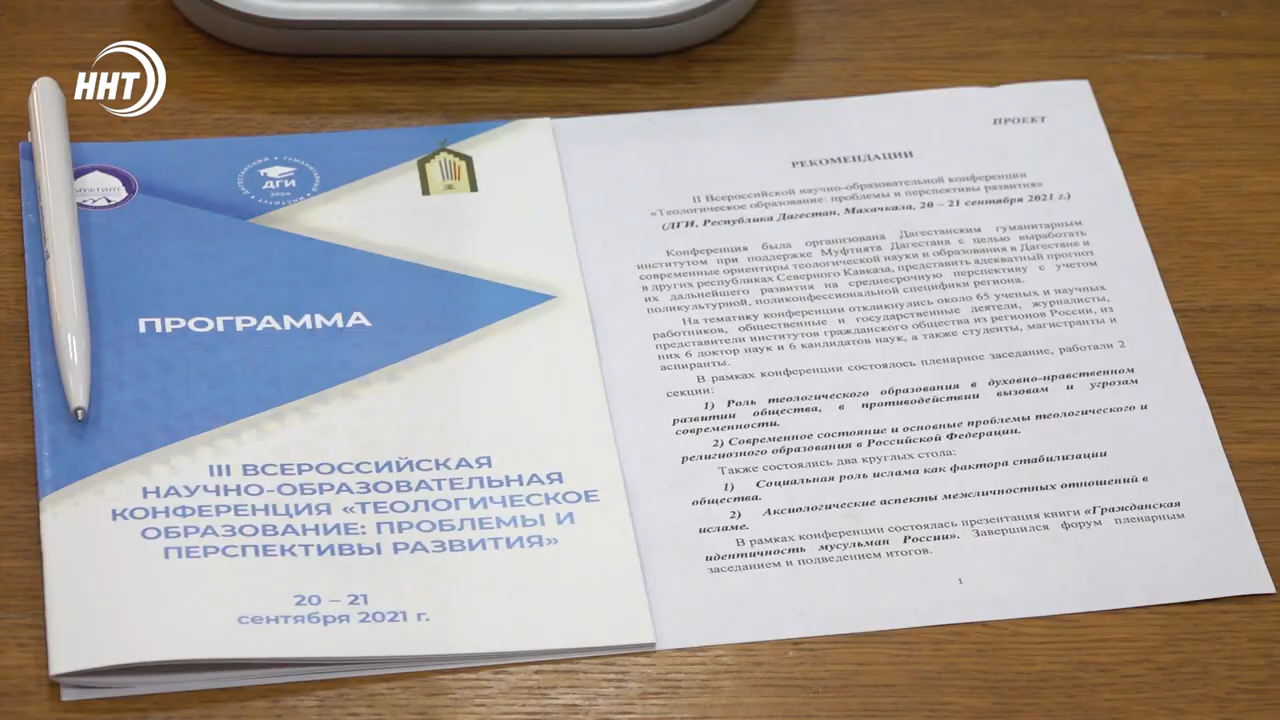 ННТ
МУФТИЯТ
ДАГЕСТАНСКИЙ ГУМАНИТАРНЫЙ ИНСТИТУТ
ДГИ
ПРОГРАММА
III ВСЕРОССИЙСКАЯ
НАУЧНО-ОБРАЗОВАТЕЛЬНАЯ
КОНФЕРЕНЦИЯ «ТЕОЛОГИЧЕСКОЕ
ОБРАЗОВАНИЕ: ПРОБЛЕМЫ И
ПЕРСПЕКТИВЫ РАЗВИТИЯ»
20 – 21
сентября 2021 г.
ПРОЕКТ
РЕКОМЕНДАЦИИ
II Всероссийской научно-образовательной конференции
«Теологическое образование: проблемы и перспективы развития»
(ДГИ, Республика Дагестан, Махачкала, 20 – 21 сентября 2021 г.)
Конференция была организована Дагестанским гуманитарным
институтом при поддержке Муфтията Дагестана с целью выработать
современные ориентиры теологической науки и образования в Дагестане и
в других республиках Северного Кавказа, представить адекватный прогноз
их дальнейшего развития на среднесрочную перспективу с учетом
поликультурной, поликонфессиональной специфики региона.
На тематику конференции откликнулись около 65 ученых и научных
работников, общественные и государственные деятели, журналисты,
представители институтов гражданского общества из регионов России, из
них 6 доктор наук и 6 кандидатов наук, а также студенты, магистранты и
аспиранты.
В рамках конференции состоялось пленарное заседание, работали 2
секции:
1) Роль теологического образования в духовно-нравственном
развитии общества, в противодействии вызовам и угрозам
современности.
2) Современное состояние и основные проблемы теологического и
религиозного образования в Российской Федерации.
Также состоялись два круглых стола:
1) Социальная роль ислама как фактора стабилизации
общества.
2) Аксиологические аспекты межличностных отношений в
исламе.
В рамках конференции состоялась презентация книги «Гражданская
идентичность мусульман России». Завершился форум пленарным
заседанием и подведением итогов.
1